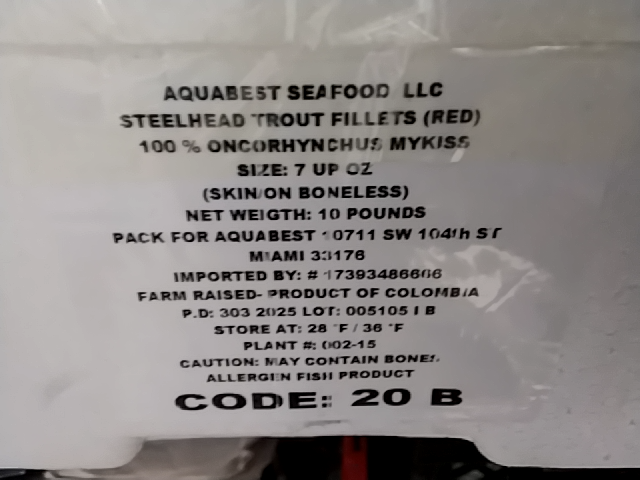 AQUABEST SEAFOOD LLC
STEELHEAD TROUT FILLETS (RED)
100 % ONCORHYNCHUS MYKISS
SIZE: 7 UP OZ
(SKIN ON BONELESS)
NET WEIGTH: 10 POUNDS
PACK FOR AQUABEST 10711 SW 104th ST
MIAMI 33176
IMPORTED BY: # 17393486606
FARM RAISED- PRODUCT OF COLOMBIA
P.D: 303 2025 LOT: 005105 I B
STORE AT: 28 °F / 36 °F
PLANT #: 002-15
CAUTION: MAY CONTAIN BONES.
ALLERGEN FISH PRODUCT
CODE: 20 B